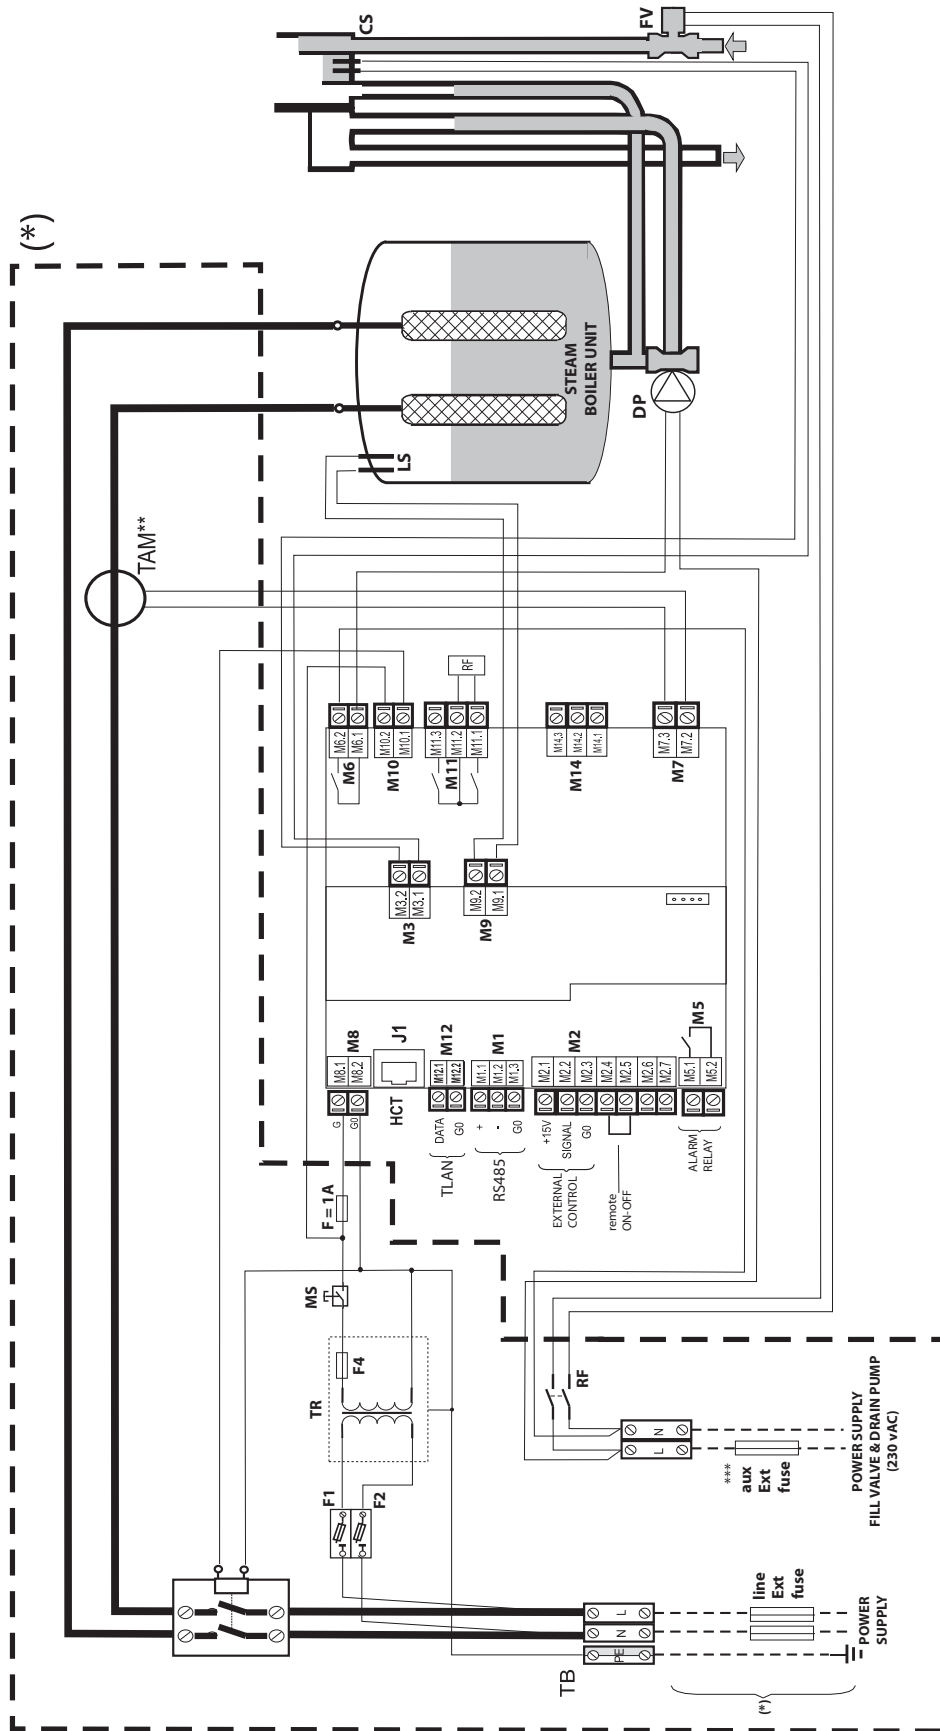 (*)
CS
FV
TAM**
STEAM
BOILER UNIT
LS
DP
M6.2
M6.1
M6
M10.2
M10.1
M10
RF
M11.3
M11.2
M11.1
M11
M14.3
M14.2
M14.1
M14
M7.3
M7.2
M7
M3.2
M3.1
M3
M9.2
M9.1
M9
M8.1
M8.2
M8
G
G0
J1
HCT
M12.1
M12.2
M12
DATA
G0
TLAN
M1.1
M1.2
M1.3
M1
+
-
G0
RS485
M2.1
M2.2
M2.3
M2.4
M2.5
M2.6
M2.7
M2
+15V
SIGNAL
G0
EXTERNAL
CONTROL
remote
ON-OFF
M5.1
M5.2
M5
ALARM
RELAY
F = 1A
MS
F4
TR
F1
F2
RF
N
L
***
aux
Ext
fuse
POWER SUPPLY
FILL VALVE & DRAIN PUMP
(230 vAC)
L
N
PE
TB
line
Ext
fuse
POWER
SUPPLY
(*)